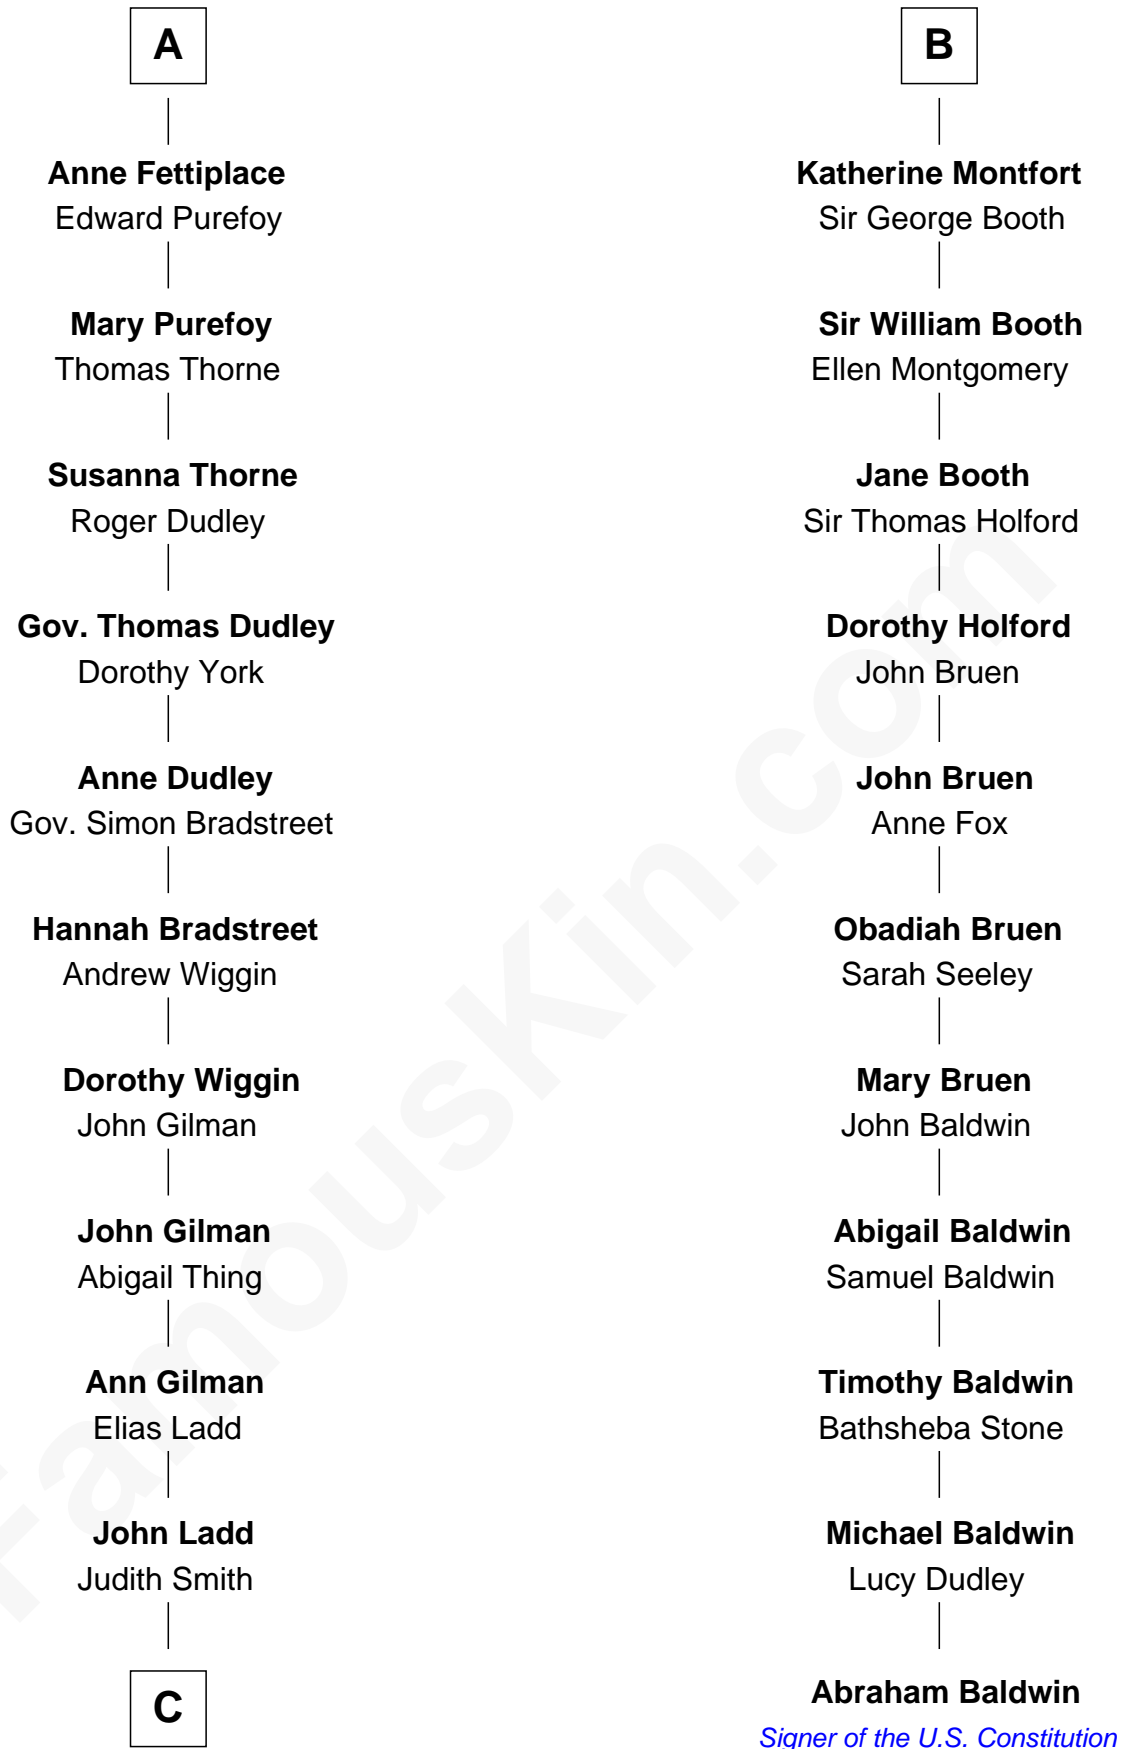 A
Anne Fettiplace
Edward Purefoy
Mary Purefoy
Thomas Thorne
Susanna Thorne
Roger Dudley
Gov. Thomas Dudley
Dorothy York
Anne Dudley
Gov. Simon Bradstreet
Hannah Bradstreet
Andrew Wiggin
Dorothy Wiggin
John Gilman
John Gilman
Abigail Thing
Ann Gilman
Elias Ladd
John Ladd
Judith Smith
C
B
Katherine Montfort
Sir George Booth
Sir William Booth
Ellen Montgomery
Jane Booth
Sir Thomas Holford
Dorothy Holford
John Bruen
John Bruen
Anne Fox
Obadiah Bruen
Sarah Seeley
Mary Bruen
John Baldwin
Abigail Baldwin
Samuel Baldwin
Timothy Baldwin
Bathsheba Stone
Michael Baldwin
Lucy Dudley
Abraham Baldwin
Signer of the U.S. Constitution
FamousKin.com